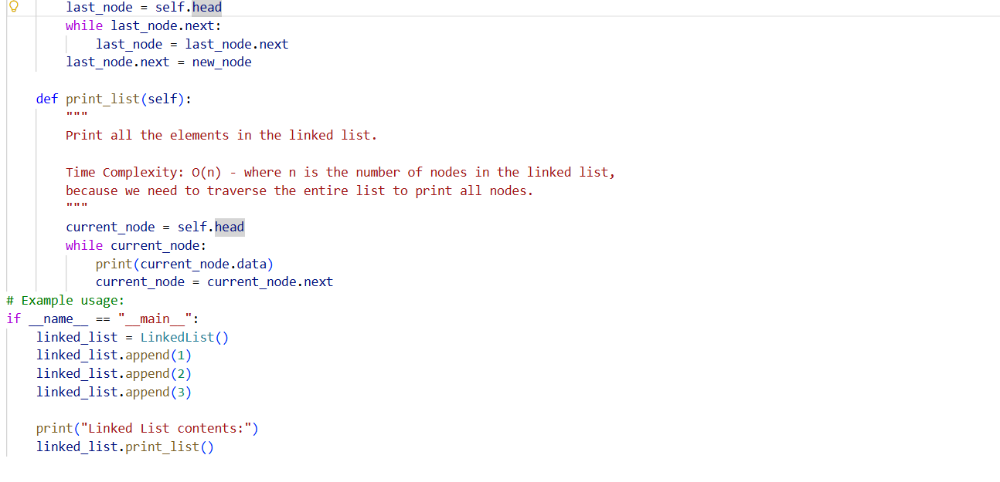 last_node = self.head
        while last_node.next:
            last_node = last_node.next
        last_node.next = new_node

    def print_list(self):
        """
        Print all the elements in the linked list.

        Time Complexity: O(n) - where n is the number of nodes in the linked list,
        because we need to traverse the entire list to print all nodes.
        """
        current_node = self.head
        while current_node:
            print(current_node.data)
            current_node = current_node.next
# Example usage:
if __name__ == "__main__":
    linked_list = LinkedList()
    linked_list.append(1)
    linked_list.append(2)
    linked_list.append(3)

    print("Linked List contents:")
    linked_list.print_list()